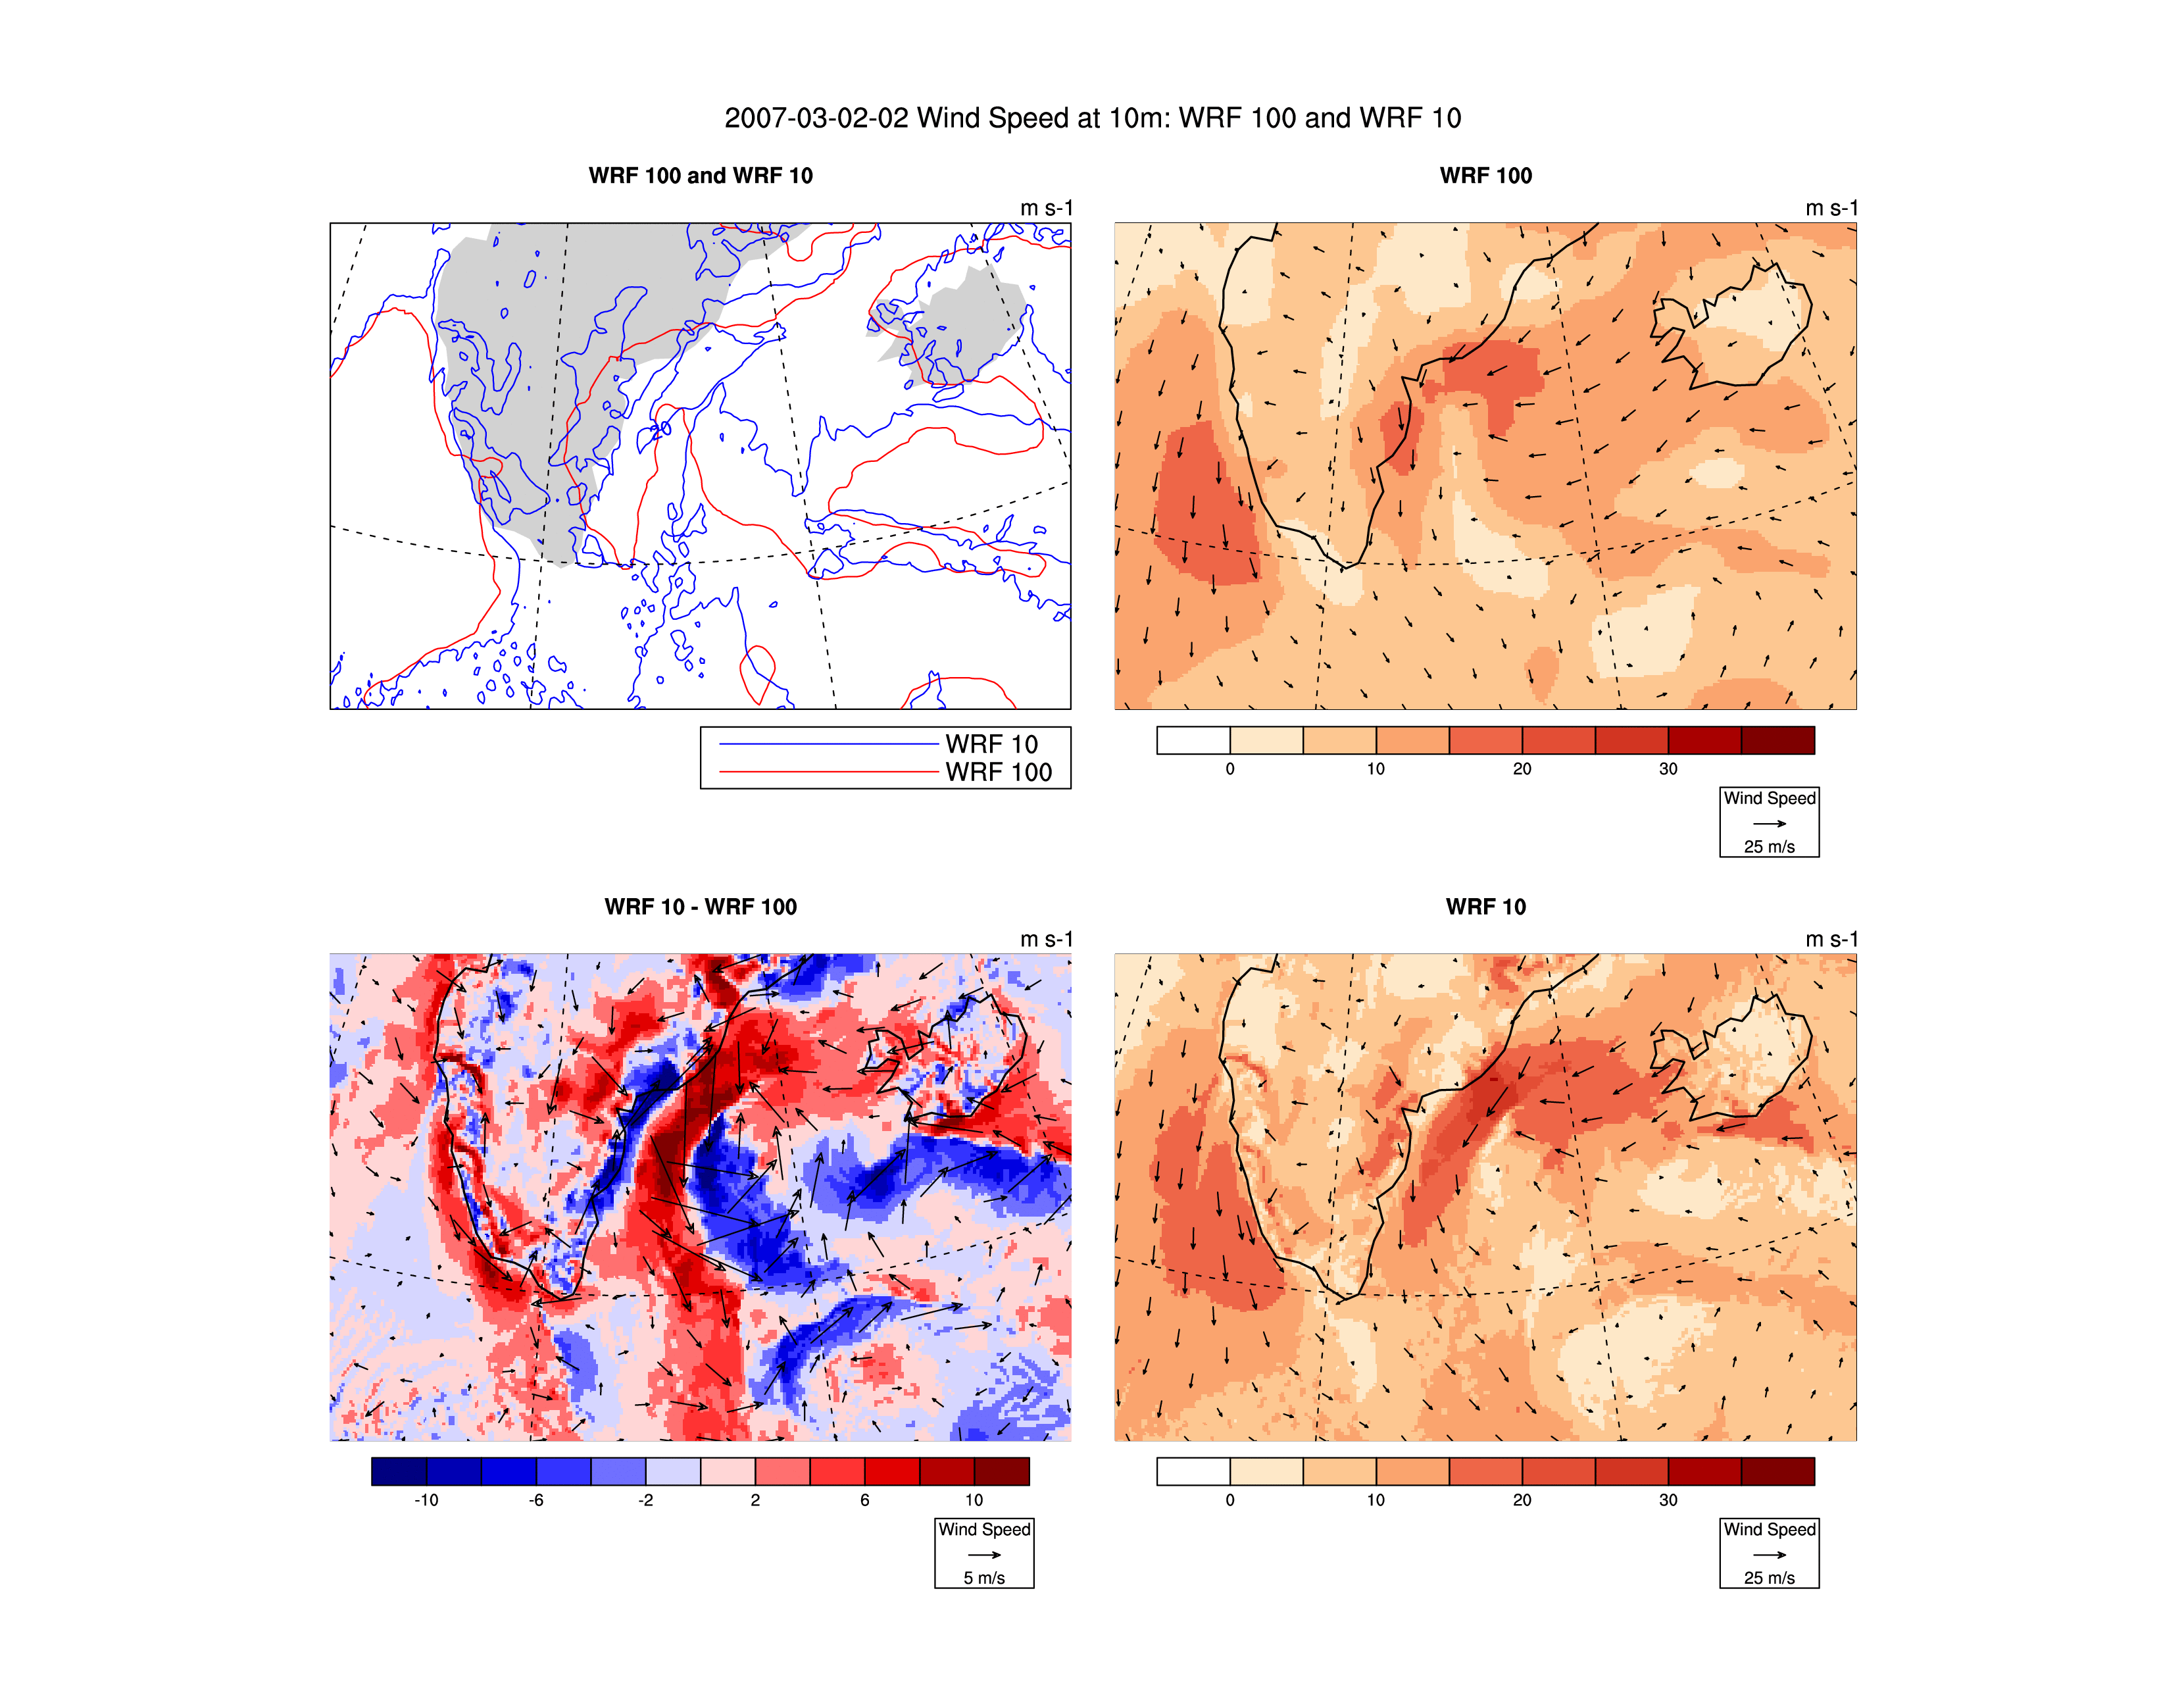 2007-03-02-02 Wind Speed at 10m: WRF 100 and WRF 10
WRF 100 and WRF 10
m s-1
20
WRF 10
WRF 100
WRF 100
m s-1
0 10 20 30
Wind Speed
25 m/s
WRF 10 - WRF 100
m s-1
-10 -6 -2 2 6 10
Wind Speed
5 m/s
WRF 10
m s-1
0 10 20 30
Wind Speed
25 m/s